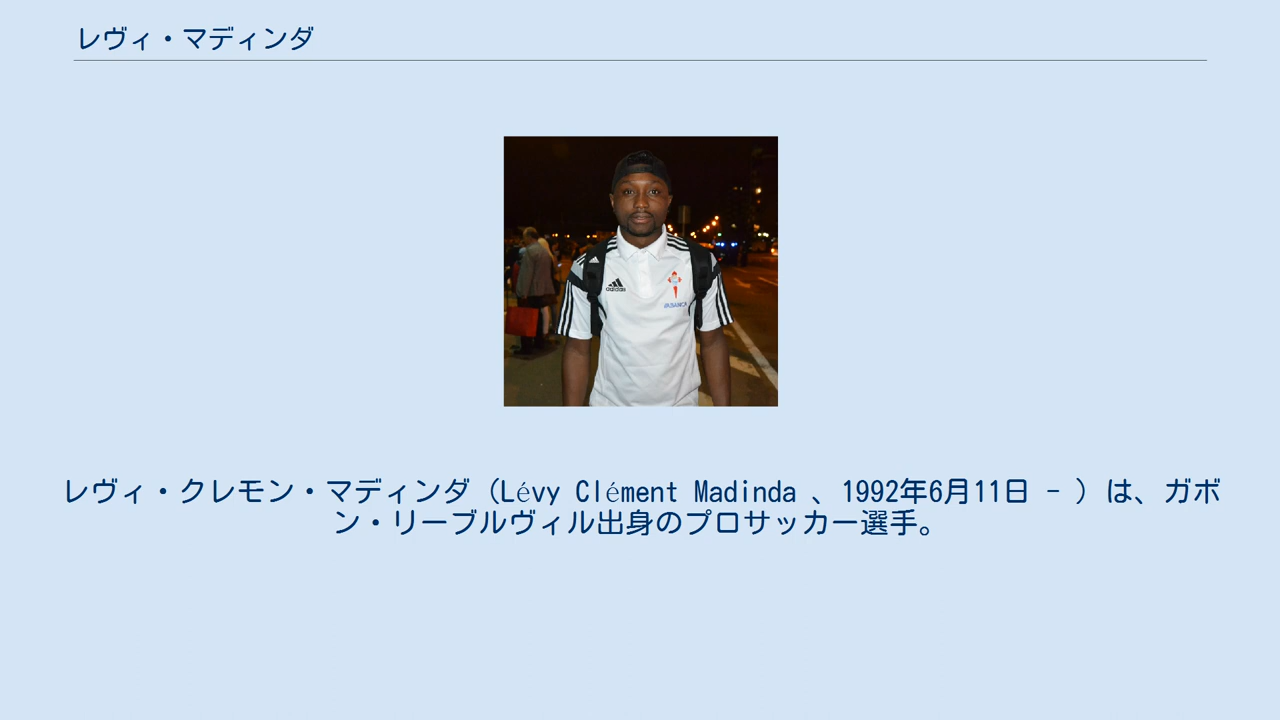 レヴィ・マディンダ
adidas
ABANCA
レヴィ・クレモン・マディンダ（Lévy Clément Madinda 、1992年6月11日 - ）は、ガボ
ン・リーブルヴィル出身のプロサッカー選手。